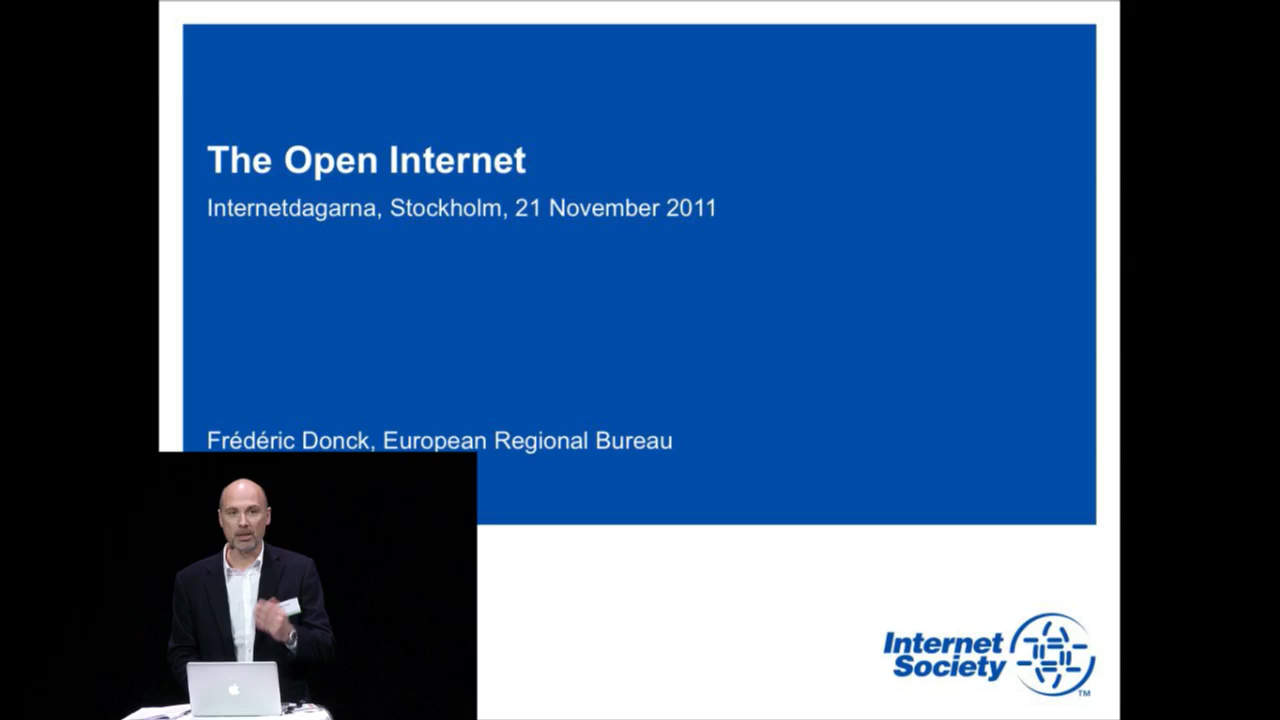 The Open Internet
Internetdagarna, Stockholm, 21 November 2011
Frédéric Donck, European Regional Bureau
Internet
Society
TM